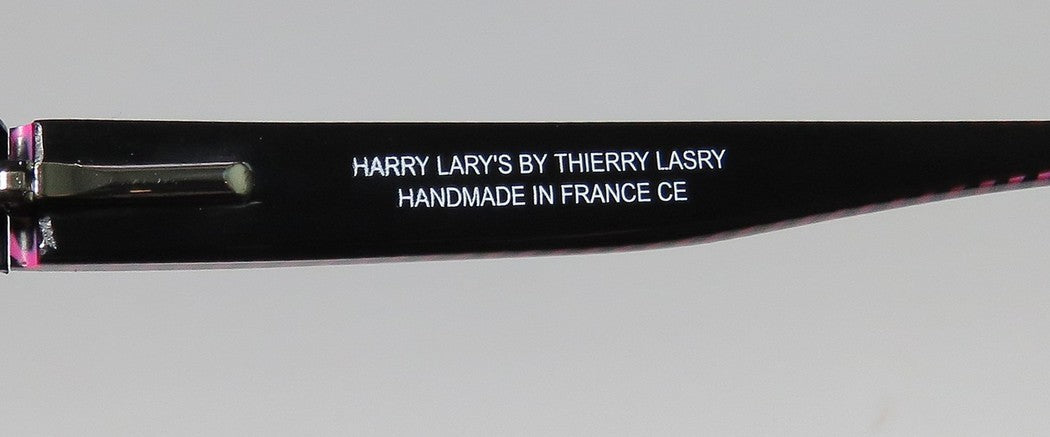 HARRY LARY'S BY THIERRY LASRY
HANDMADE IN FRANCE CE